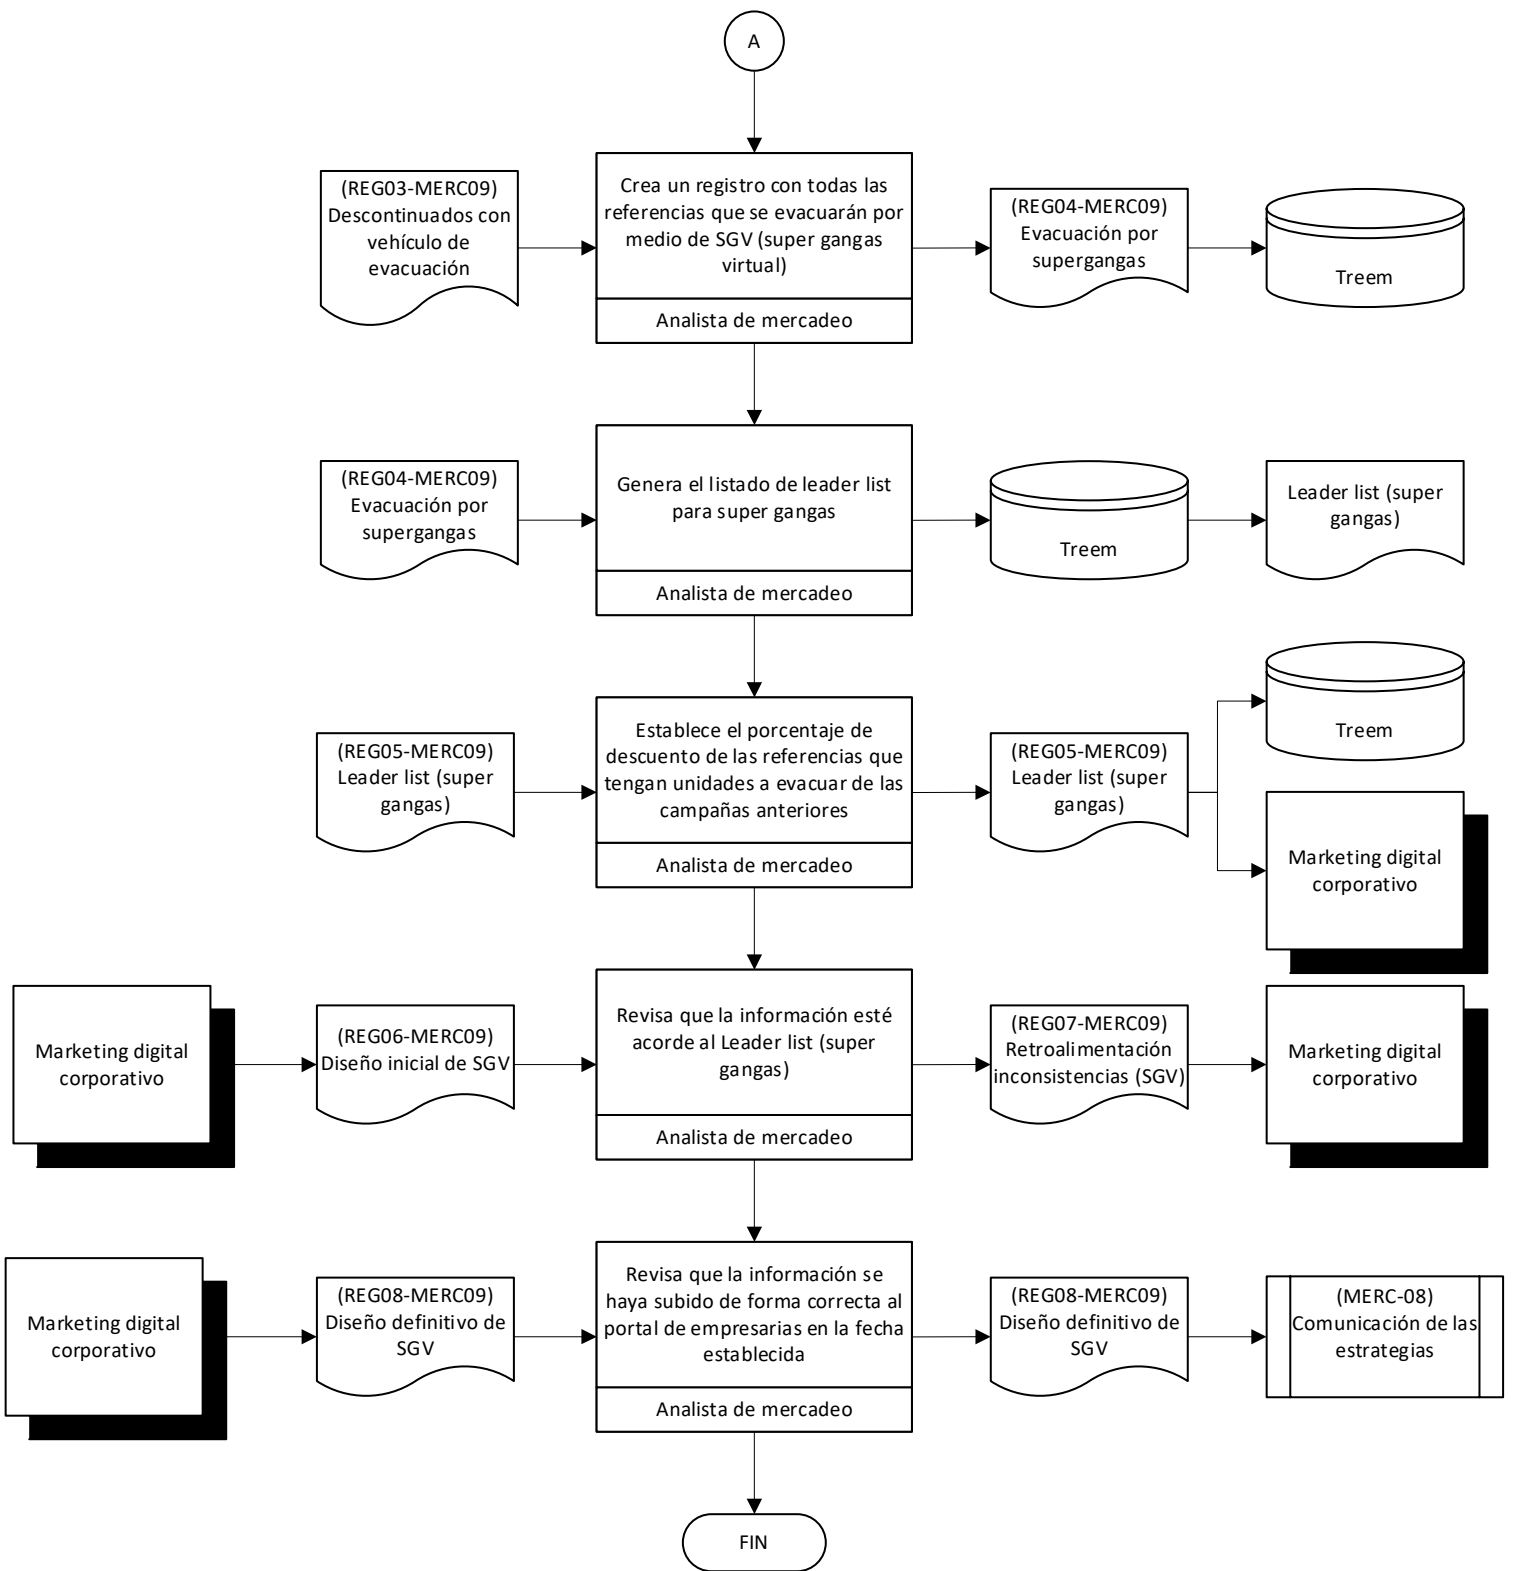 A
(REG03-MERC09)
Descontinuados con
vehículo de
evacuación
Crea un registro con todas las
referencias que se evacuarán por
medio de SGV (super gangas
virtual)
Analista de mercadeo
(REG04-MERC09)
Evacuación por
supergangas
Treem
(REG04-MERC09)
Evacuación por
supergangas
Genera el listado de leader list
para super gangas
Analista de mercadeo
Treem
Leader list (super
gangas)
(REG05-MERC09)
Leader list (super
gangas)
Establece el porcentaje de
descuento de las referencias que
tengan unidades a evacuar de las
campañas anteriores
Analista de mercadeo
(REG05-MERC09)
Leader list (super
gangas)
Treem
Marketing digital
corporativo
Marketing digital
corporativo
(REG06-MERC09)
Diseño inicial de SGV
Revisa que la información esté
acorde al Leader list (super
gangas)
Analista de mercadeo
(REG07-MERC09)
Retroalimentación
inconsistencias (SGV)
Marketing digital
corporativo
Marketing digital
corporativo
(REG08-MERC09)
Diseño definitivo de
SGV
Revisa que la información se
haya subido de forma correcta al
portal de empresarias en la fecha
establecida
Analista de mercadeo
(REG08-MERC09)
Diseño definitivo de
SGV
(MERC-08)
Comunicación de las
estrategias
FIN